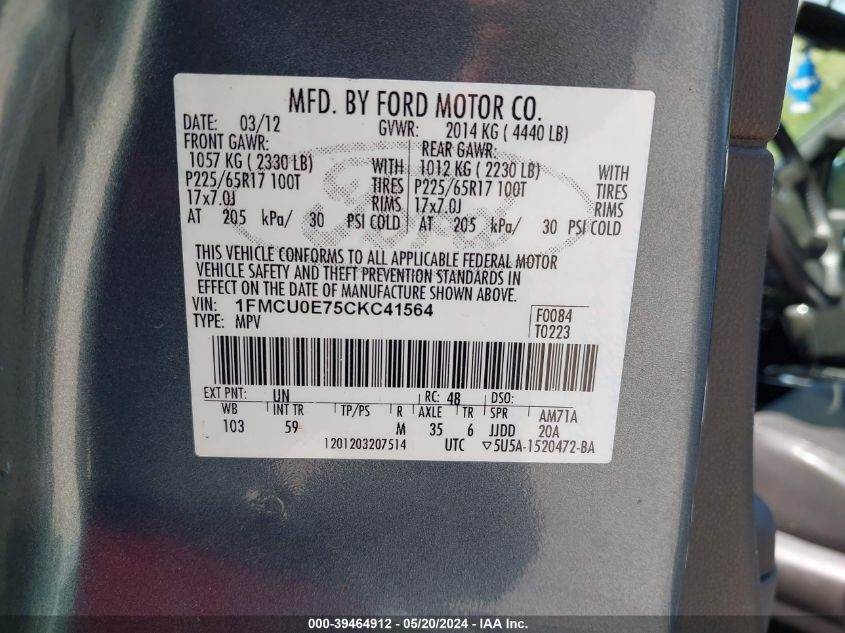 MFD. BY FORD MOTOR CO.
DATE: 03/12 GVWR: 2014 KG ( 4440 LB)
FRONT GAWR: REAR GAWR:
1057 KG ( 2330 LB) WITH 1012 KG ( 2230 LB) WITH
P225/65R17 100T TIRES P225/65R17 100T TIRES
17x7.0J RIMS 17x7.0J RIMS
AT 205 kPa/ 30 PSI COLD AT 205 kPa/ 30 PSI COLD
Ford
THIS VEHICLE CONFORMS TO ALL APPLICABLE FEDERAL MOTOR
VEHICLE SAFETY AND THEFT PREVENTION STANDARDS IN
EFFECT ON THE DATE OF MANUFACTURE SHOWN ABOVE.
VIN: 1FMCU0E75CKC41564 F0084
TYPE: MPV T0223
EXT PNT: UN RC: 48 DSO:
WB INT TR TP/PS R AXLE TR SPR AM71A
103 59 M 35 6 JJDD 20A
1201203207514 UTC ▽5U5A-1520472-BA
000-39464912 / 05/20/2024 / IAAI.COM.